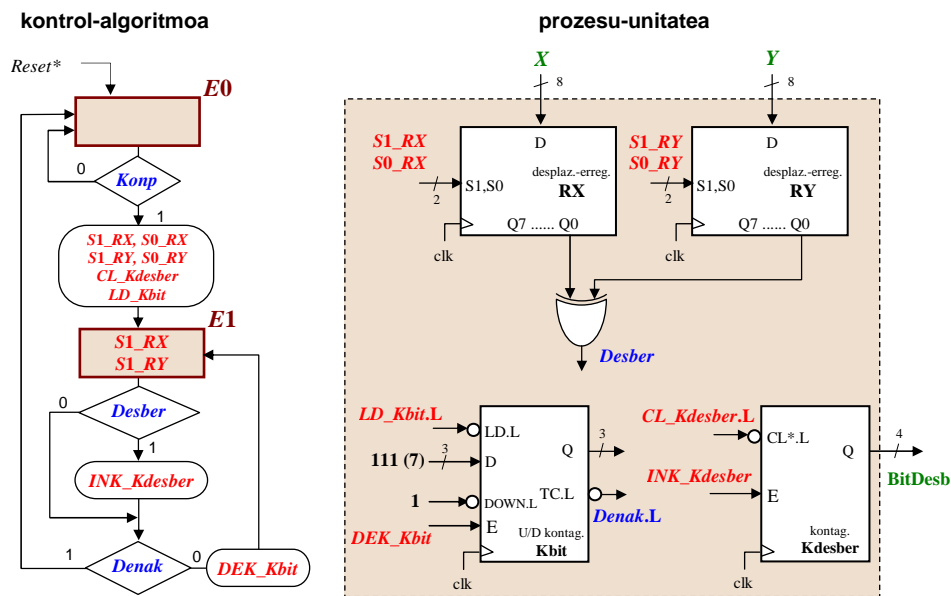 kontrol-algoritmoa
Reset*
E0
0
Konp
1
S1_RX, S0_RX
S1_RY, S0_RY
CL_Kdesber
LD_Kbit
E1
S1_RX
S1_RY
0
Desber
1
INK_Kdesber
1
Denak
0
DEK_Kbit
prozesu-unitatea
X
8
S1_RX
S0_RX
2
D
desplaz.-erreg.
S1,S0
RX
Q7 ...... Q0
clk
Y
8
S1_RY
S0_RY
2
D
desplaz.-erreg.
S1,S0
RY
Q7 ...... Q0
clk
Desber
LD_Kbit.L
LD.L
111 (7)
3
D
Q
3
1
DOWN.L
TC.L
Denak.L
DEK_Kbit
E
U/D kontag.
Kbit
clk
CL_Kdesber.L
CL*.L
Q
4
BitDesb
INK_Kdesber
E
kontag.
Kdesber
clk